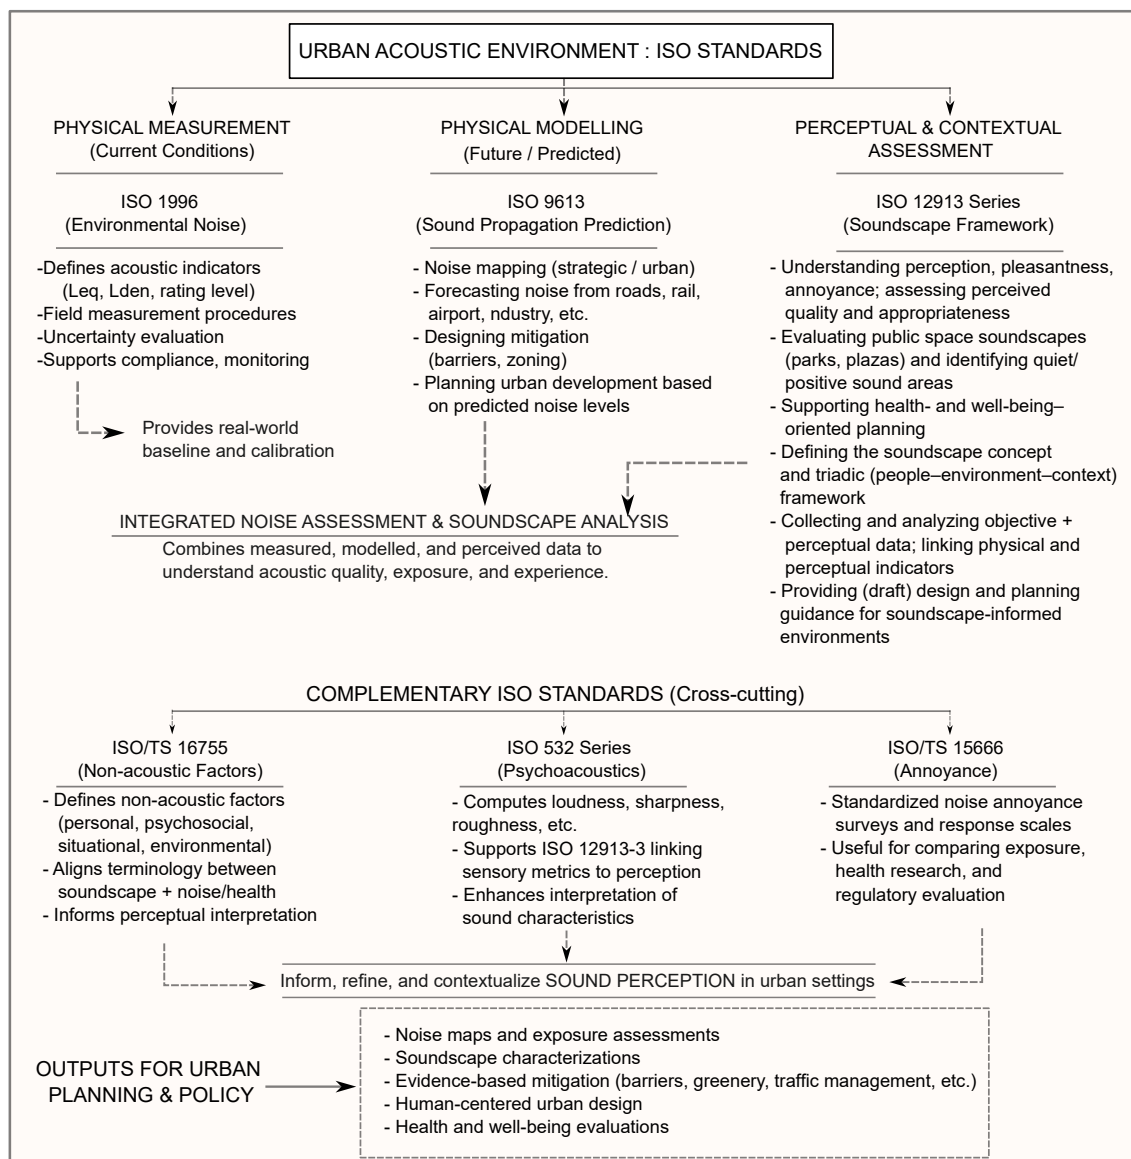 URBAN ACOUSTIC ENVIRONMENT : ISO STANDARDS
PHYSICAL MEASUREMENT
(Current Conditions)
ISO 1996
(Environmental Noise)
-Defines acoustic indicators
(Leq, Lden, rating level)
-Field measurement procedures
-Uncertainty evaluation
-Supports compliance, monitoring
Provides real-world
baseline and calibration
PHYSICAL MODELLING
(Future / Predicted)
ISO 9613
(Sound Propagation Prediction)
- Noise mapping (strategic / urban)
- Forecasting noise from roads, rail,
airport, ndustry, etc.
- Designing mitigation
(barriers, zoning)
- Planning urban development based
on predicted noise levels
PERCEPTUAL & CONTEXTUAL
ASSESSMENT
ISO 12913 Series
(Soundscape Framework)
- Understanding perception, pleasantness,
annoyance; assessing perceived
quality and appropriateness
- Evaluating public space soundscapes
(parks, plazas) and identifying quiet/
positive sound areas
- Supporting health- and well-being–
oriented planning
- Defining the soundscape concept
and triadic (people–environment–context)
framework
- Collecting and analyzing objective +
perceptual data; linking physical and
perceptual indicators
- Providing (draft) design and planning
guidance for soundscape-informed
environments
INTEGRATED NOISE ASSESSMENT & SOUNDSCAPE ANALYSIS
Combines measured, modelled, and perceived data to
understand acoustic quality, exposure, and experience.
COMPLEMENTARY ISO STANDARDS (Cross-cutting)
ISO/TS 16755
(Non-acoustic Factors)
- Defines non-acoustic factors
(personal, psychosocial,
situational, environmental)
- Aligns terminology between
soundscape + noise/health
- Informs perceptual interpretation
ISO 532 Series
(Psychoacoustics)
- Computes loudness, sharpness,
roughness, etc.
- Supports ISO 12913-3 linking
sensory metrics to perception
- Enhances interpretation of
sound characteristics
ISO/TS 15666
(Annoyance)
- Standardized noise annoyance
surveys and response scales
- Useful for comparing exposure,
health research, and
regulatory evaluation
Inform, refine, and contextualize SOUND PERCEPTION in urban settings
OUTPUTS FOR URBAN
PLANNING & POLICY
- Noise maps and exposure assessments
- Soundscape characterizations
- Evidence-based mitigation (barriers, greenery, traffic management, etc.)
- Human-centered urban design
- Health and well-being evaluations